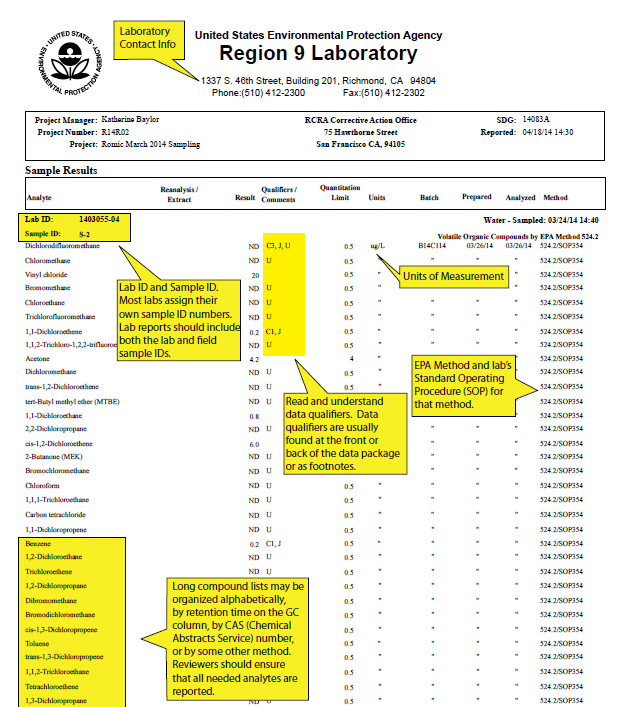 UNITED STATES
ENVIRONMENTAL PROTECTION AGENCY
Laboratory
Contact Info
United States Environmental Protection Agency
Region 9 Laboratory
1337 S. 46th Street, Building 201, Richmond, CA 94804
Phone:(510) 412-2300 Fax:(510) 412-2302
Project Manager: Katherine Baylor RCRA Corrective Action Office SDG: 14083A
Project Number: R14R02 75 Hawthorne Street Reported: 04/18/14 14:30
Project: Romic March 2014 Sampling San Francisco CA, 94105
Sample Results
Analyte Reanalysis / Extract Result Qualifiers / Comments Quantitation Limit Units Batch Prepared Analyzed Method
Lab ID: 1403055-04 Water - Sampled: 03/24/14 14:40
Sample ID: S-2 Volatile Organic Compounds by EPA Method 524.2
Dichlorodifluoromethane ND C3, J, U 0.5 ug/L B14C114 03/26/14 03/26/14 524.2/SOP354
Chloromethane ND U 0.5 " " " " 524.2/SOP354
Vinyl chloride 20 0.5 524.2/SOP354
Bromomethane ND U 0.5 " " " " 524.2/SOP354
Chloroethane ND U 0.5 " " " " 524.2/SOP354
Trichlorofluoromethane ND U 0.5 " " " " 524.2/SOP354
1,1-Dichloroethene 0.2 C1, J 0.5 " " " " 524.2/SOP354
1,1,2-Trichloro-1,2,2-trifluoroe ND U 0.5 " " " " 524.2/SOP354
Acetone 4.2 4 " " " 524.2/SOP354
Dichloromethane ND U 0.5 " " " 524.2/SOP354
trans-1,2-Dichloroethene ND U 0.5 " " " 524.2/SOP354
tert-Butyl methyl ether (MTBE) ND U 0.5 " " " 524.2/SOP354
1,1-Dichloroethane 0.8 " " " " 524.2/SOP354
2,2-Dichloropropane ND U " " " " 524.2/SOP354
cis-1,2-Dichloroethene 6.0 " " " " 524.2/SOP354
2-Butanone (MEK) ND U " " " " 524.2/SOP354
Bromochloromethane ND U " " " " 524.2/SOP354
Chloroform ND U 0.5 " " " " 524.2/SOP354
1,1,1-Trichloroethane ND U 0.5 " " " " 524.2/SOP354
Carbon tetrachloride ND U 0.5 " " " " 524.2/SOP354
1,1-Dichloropropene ND U 0.5 " " " " 524.2/SOP354
Benzene 0.2 C1, J 0.5 " " " " 524.2/SOP354
1,2-Dichloroethane ND U 0.5 " " " " 524.2/SOP354
Trichloroethene ND U 0.5 " " " " 524.2/SOP354
1,2-Dichloropropane 0.5 " " " " 524.2/SOP354
Dibromomethane 0.5 " " " " 524.2/SOP354
Bromodichloromethane 0.5 " " " " 524.2/SOP354
cis-1,3-Dichloropropene 0.5 " " " " 524.2/SOP354
Toluene 0.5 " " " " 524.2/SOP354
trans-1,3-Dichloropropene 0.5 " " " " 524.2/SOP354
1,1,2-Trichloroethane 0.5 " " " " 524.2/SOP354
Tetrachloroethene 0.5 " " " " 524.2/SOP354
1,3-Dichloropropane ND U 0.5 " " " " 524.2/SOP354
Units of Measurement
Lab ID and Sample ID.
Most labs assign their
own sample ID numbers.
Lab reports should include
both the lab and field
sample IDs.
EPA Method and lab's
Standard Operating
Procedure (SOP) for
that method.
Read and understand
data qualifiers. Data
qualifiers are usually
found at the front or
back of the data package
or as footnotes.
Long compound lists may be
organized alphabetically,
by retention time on the GC
column, by CAS (Chemical
Abstracts Service) number,
or by some other method.
Reviewers should ensure
that all needed analytes are
reported.